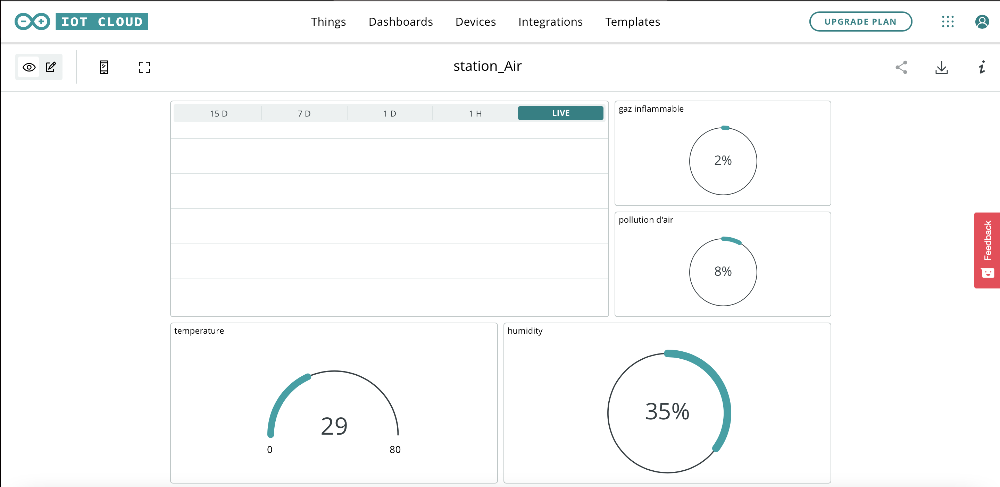 IOT CLOUD
Things
Dashboards
Devices
Integrations
Templates
UPGRADE PLAN
station_Air
15 D
7 D
1 D
1 H
LIVE
gaz inflammable
2%
pollution d'air
8%
Feedback
temperature
29
0
80
humidity
35%